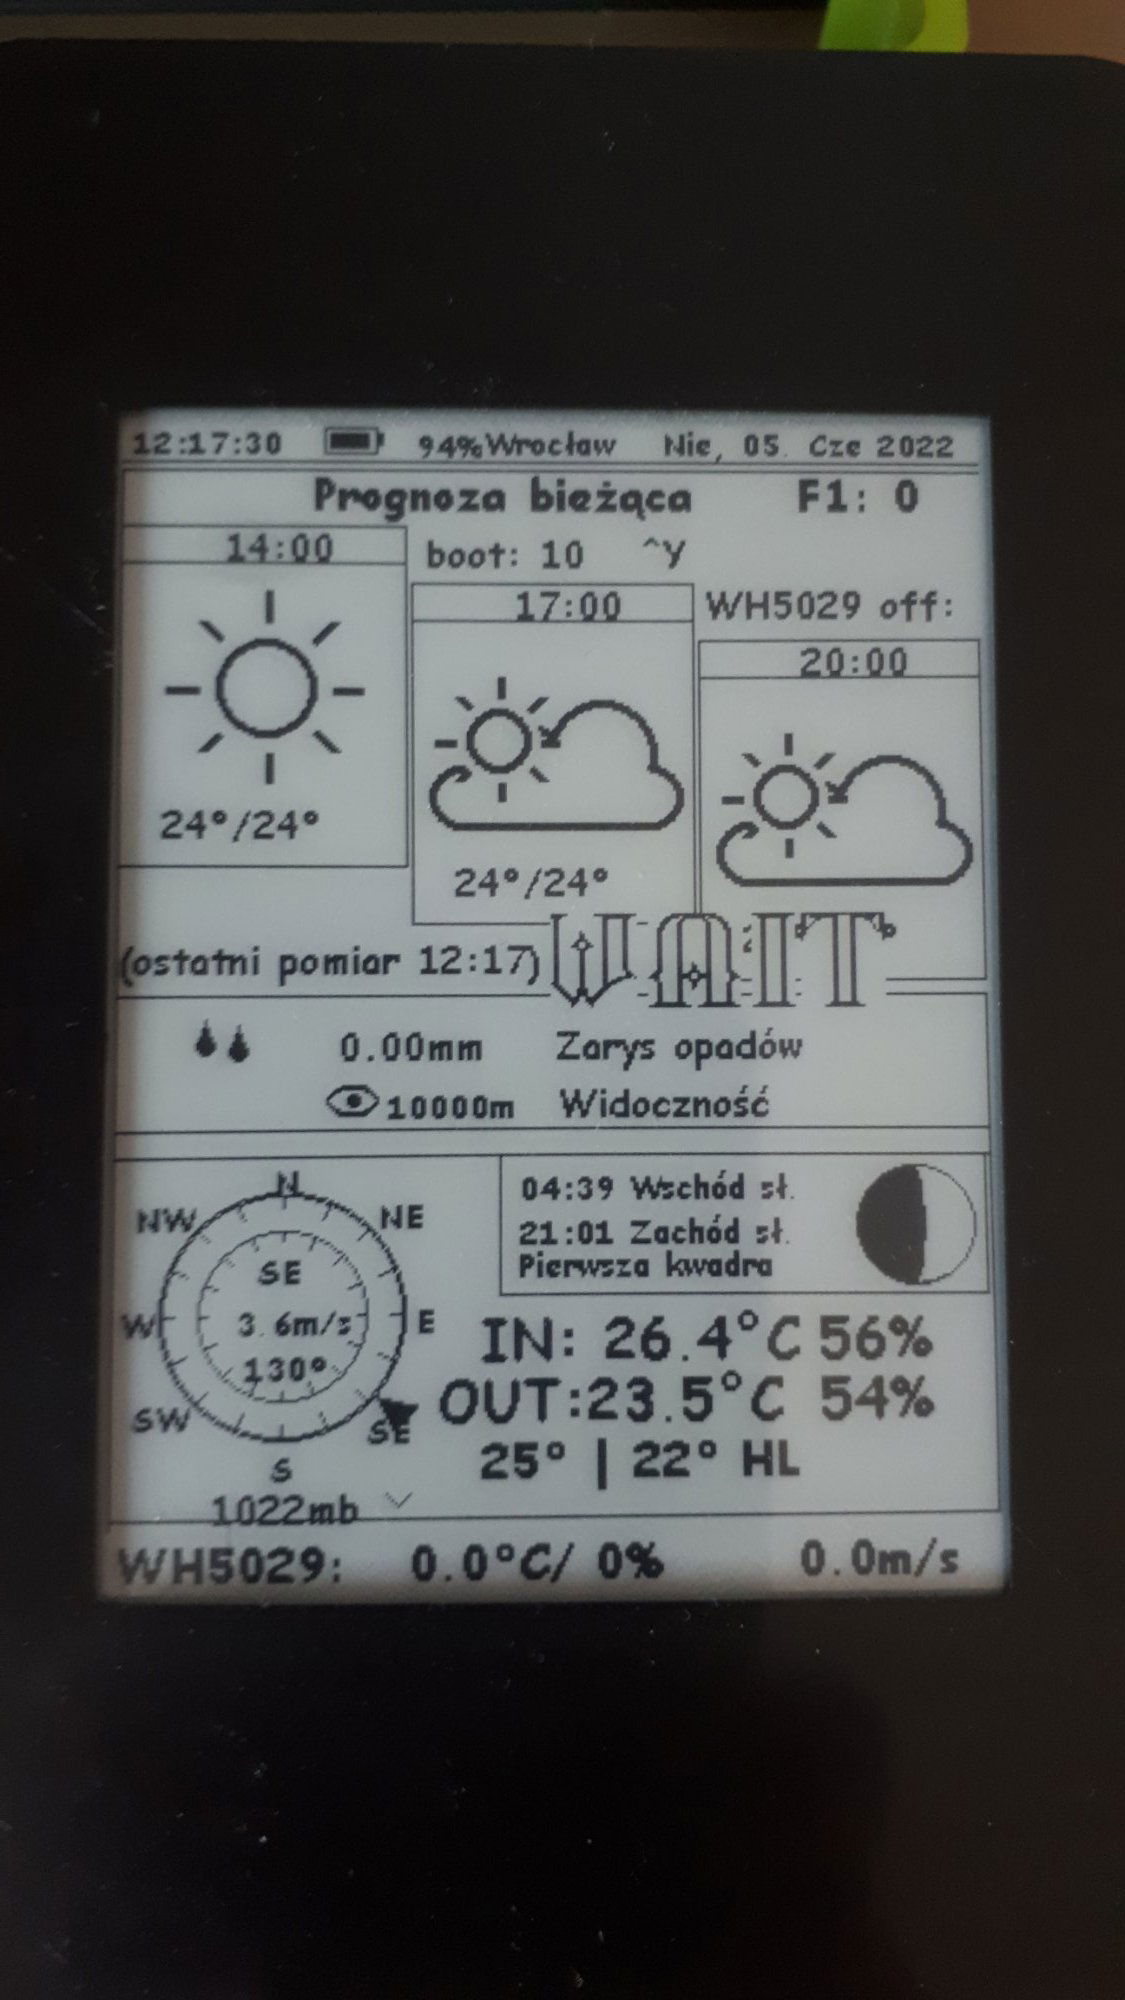 12:17:30 94% Wrocław Nie, 05. Cze 2022
Prognoza bieżąca F1: 0
14:00
boot: 10 ^Y
17:00
WH5029 off:
20:00
24°/24°
24°/24°
(ostatni pomiar 12:17)
WAIT
0.00mm Zarys opadów
10000m Widoczność
N
NW NE
SE
W 3.6m/s E
130°
SW SE
S
1022mb
04:39 Wschód sł.
21:01 Zachód sł.
Pierwsza kwadra
IN: 26.4°C 56%
OUT:23.5°C 54%
25° | 22° HL
WH5029: 0.0°C/ 0% 0.0m/s